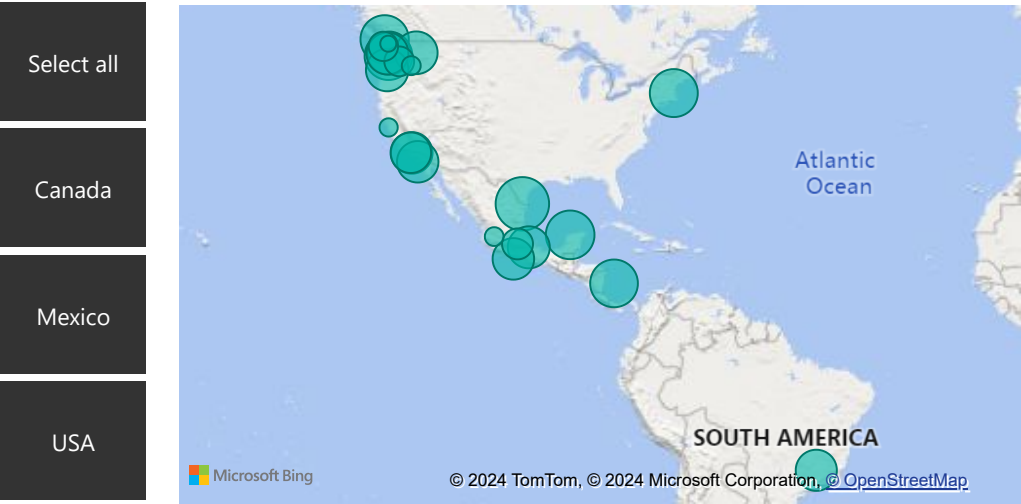 Select all
Canada
Mexico
USA
Atlantic
Ocean
SOUTH AMERICA
Microsoft Bing
© 2024 TomTom, © 2024 Microsoft Corporation, © OpenStreetMap